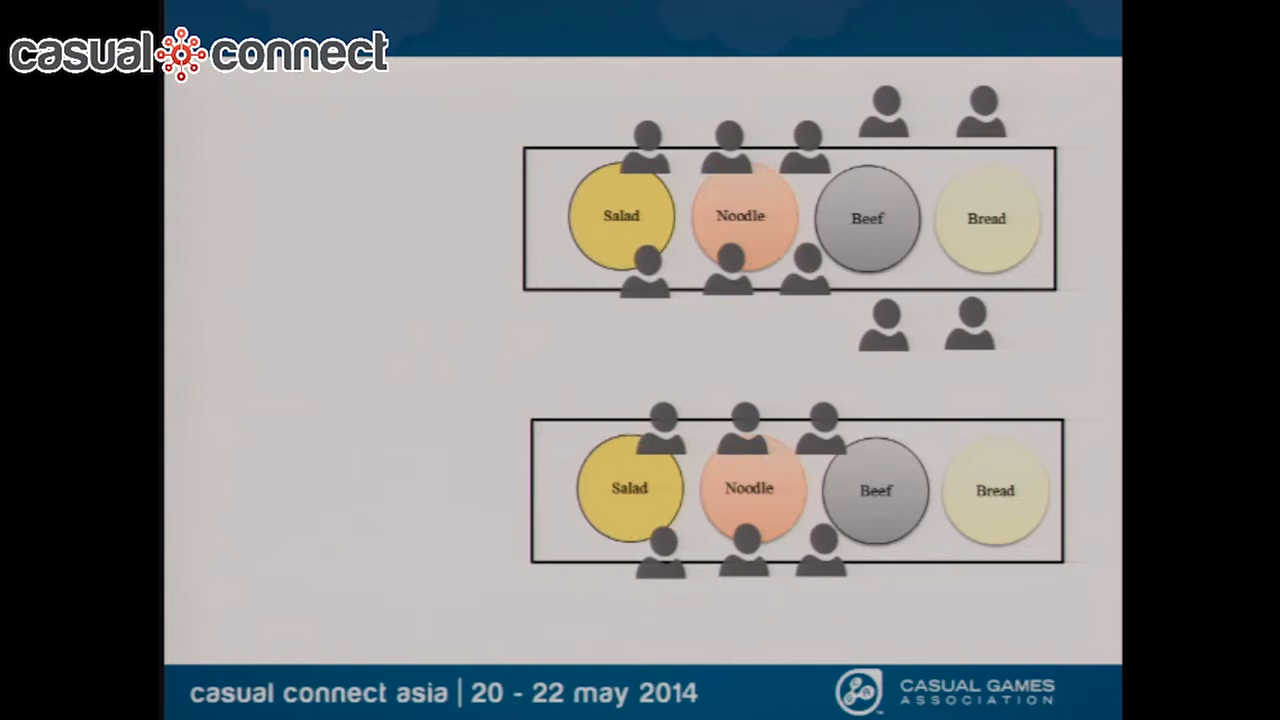 casual connect
Salad
Noodle
Beef
Bread
Salad
Noodle
Beef
Bread
casual connect asia | 20 - 22 may 2014
CASUAL GAMES
ASSOCIATION